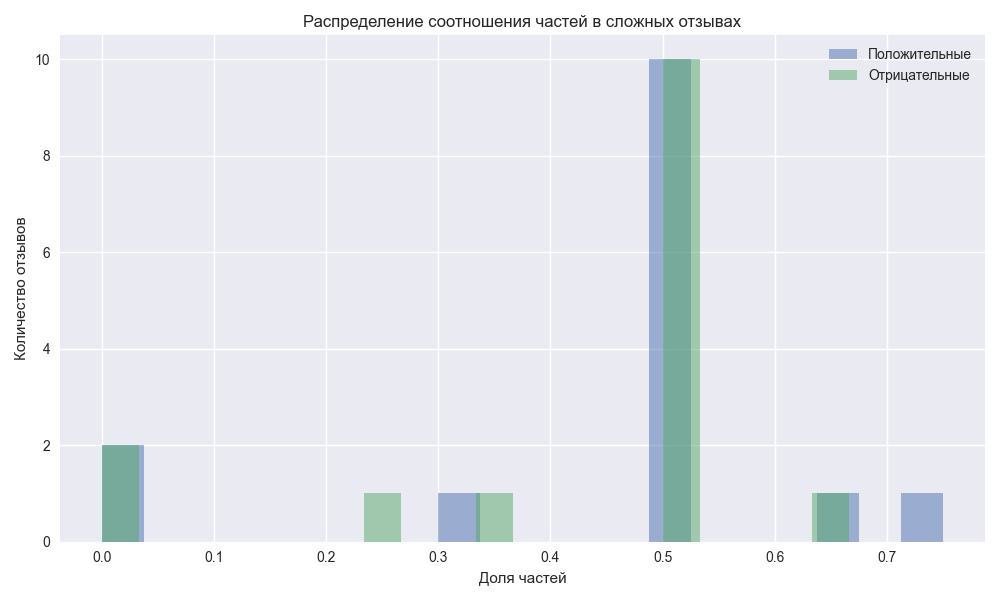 Распределение соотношения частей в сложных отзывах
Положительные
Отрицательные
Количество отзывов
10
8
6
4
2
0
0.0 0.1 0.2 0.3 0.4 0.5 0.6 0.7
Доля частей